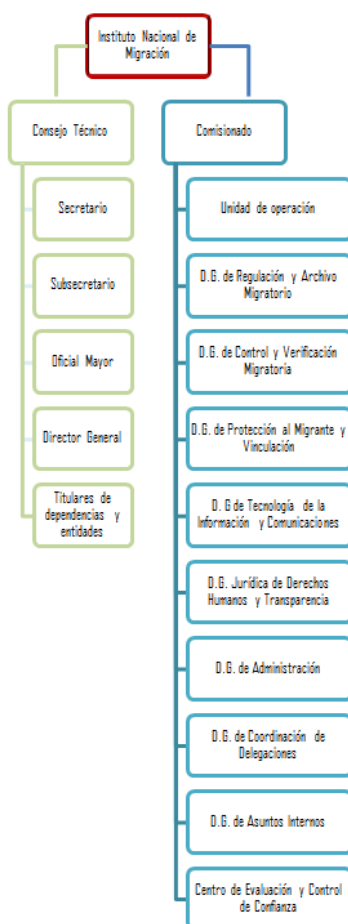 Instituto Nacional de
Migración
Consejo Técnico
Secretario
Subsecretario
Oficial Mayor
Director General
Titulares de
dependencias y
entidades
Comisionado
Unidad de operación
D.G. de Regulación y Archivo
Migratorio
D.G. de Control y Verificación
Migratoria
D.G. de Protección al Migrante y
Vinculación
D. G de Tecnología de la
Información y Comunicaciones
D.G. Jurídica de Derechos
Humanos y Transparencia
D.G. de Administración
D.G. de Coordinación de
Delegaciones
D.G. de Asuntos Internos
Centro de Evaluación y Control
de Confianza